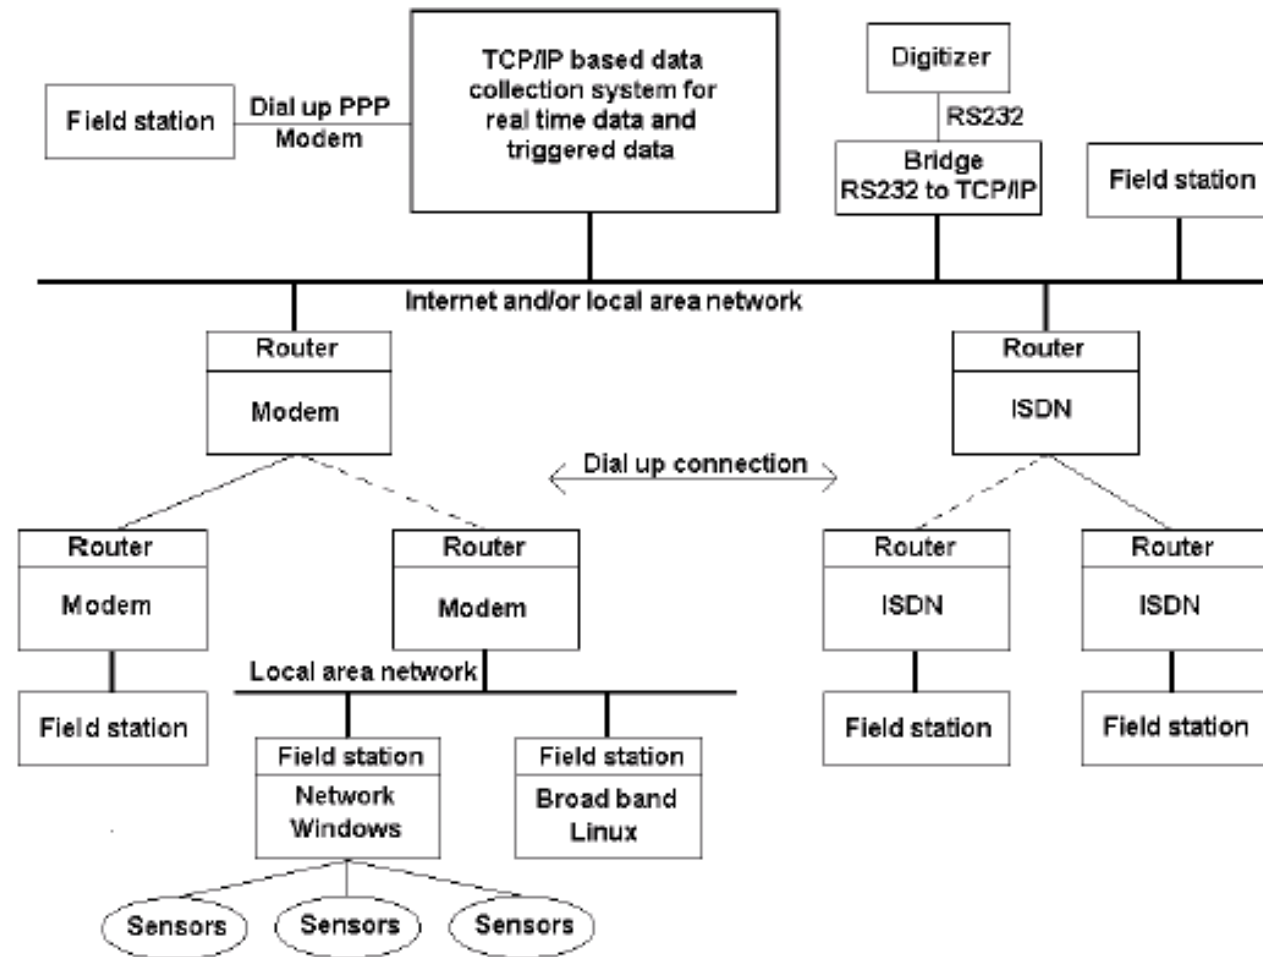 TCP/IP based data
collection system for
real time data and
triggered data
Digitizer
Field station
Dial up PPP
Modem
RS232
Bridge
RS232 to TCP/IP
Field station
Internet and/or local area network
Router
Modem
Router
ISDN
Dial up connection
Router
Modem
Router
Modem
Router
ISDN
Router
ISDN
Local area network
Field station
Field station
Network
Windows
Field station
Broad band
Linux
Field station
Field station
Sensors
Sensors
Sensors